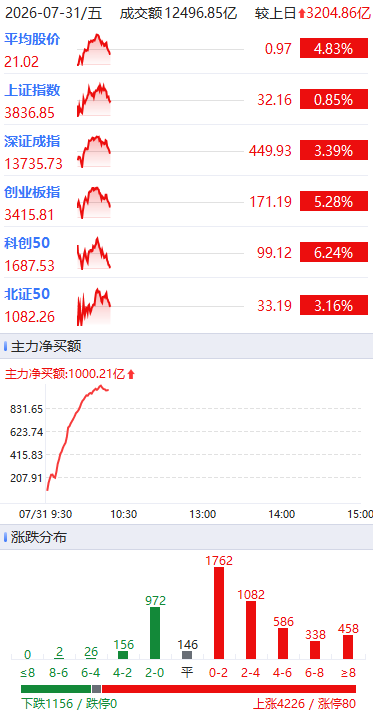 2026-07-31/五 成交额12496.85亿 较上日3204.86亿
平均股价
21.02 0.97 4.83%
上证指数
3836.85 32.16 0.85%
深证成指
13735.73 449.93 3.39%
创业板指
3415.81 171.19 5.28%
科创50
1687.53 99.12 6.24%
北证50
1082.26 33.19 3.16%
主力净买额
主力净买额:1000.21亿
831.65
623.74
415.83
207.91
07/31 9:30 10:30 13:00 14:00 15:00
涨跌分布
0 2 26 156 972 146 1762 1082 586 338 458
≤8 8-6 6-4 4-2 2-0 平 0-2 2-4 4-6 6-8 ≥8
下跌1156 / 跌停0 上涨4226 / 涨停80